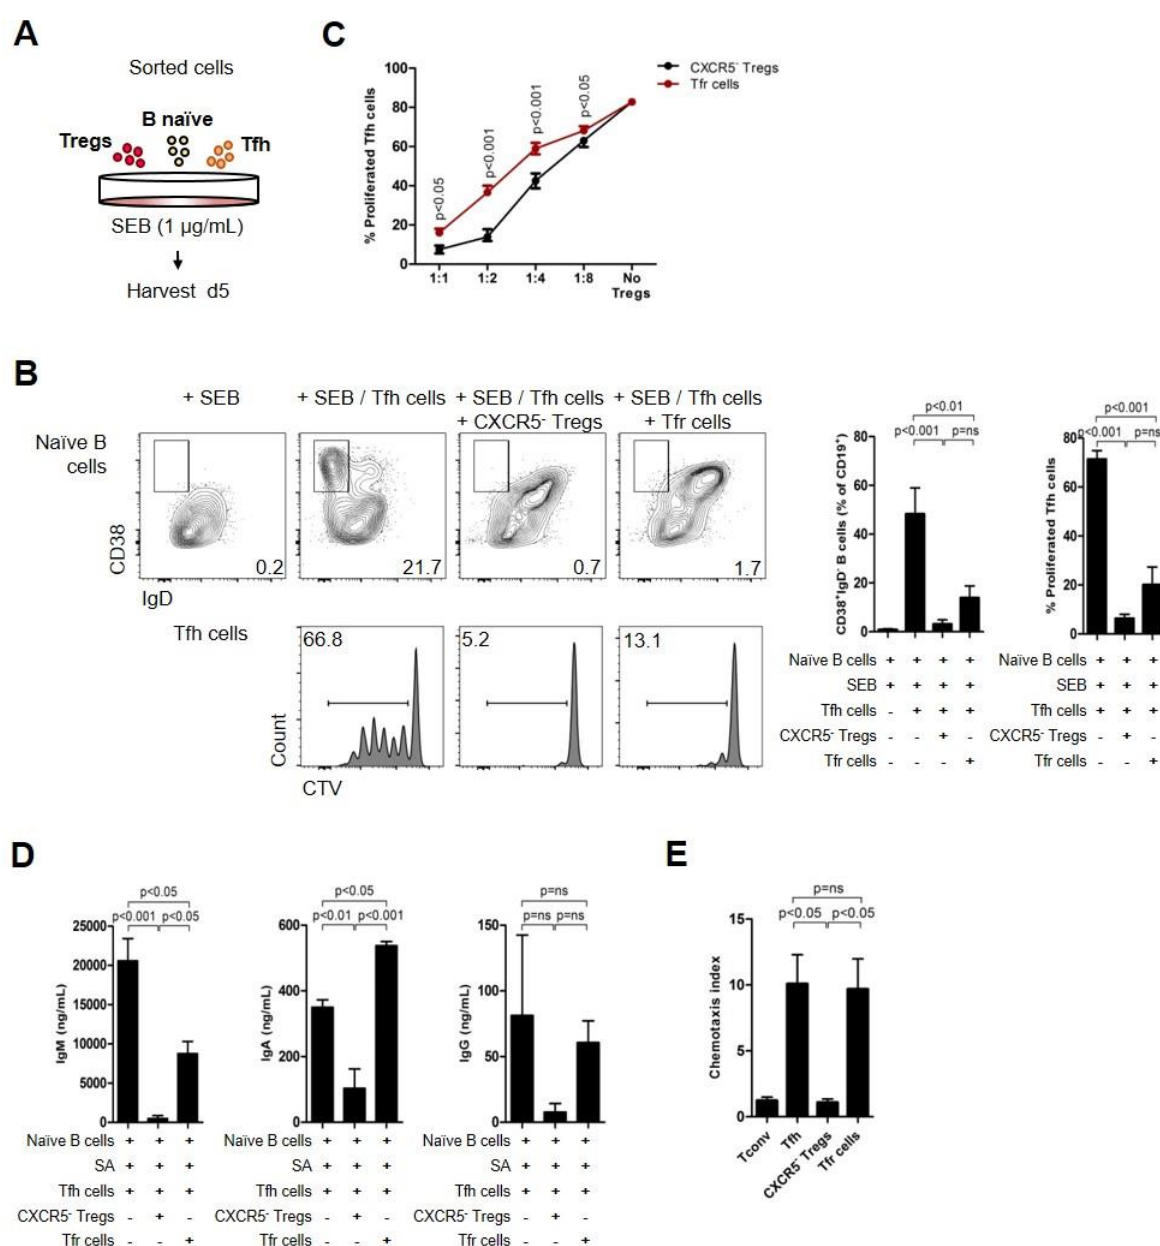 A
Sorted cells
B naïve
Tregs
Tfh
SEB (1 µg/mL)
Harvest d5
C
% Proliferated Tfh cells
100
80
60
40
20
0
p<0.05
p<0.001
p<0.001
p<0.05
1:1
1:2
1:4
1:8
No
Tregs
CXCR5⁻ Tregs
Tfr cells
B
+ SEB
+ SEB / Tfh cells
+ SEB / Tfh cells
+ CXCR5⁻ Tregs
+ SEB / Tfh cells
+ Tfr cells
Naïve B
cells
CD38
IgD
0.2
21.7
0.7
1.7
Tfh cells
66.8
5.2
13.1
Count
CTV
p<0.01
p<0.001
p=ns
CD38⁺IgD⁻ B cells (% of CD19⁺)
80
60
40
20
0
Naïve B cells + + + +
SEB + + + +
Tfh cells - + + +
CXCR5⁻ Tregs - - + -
Tfr cells - - - +
p<0.001
p<0.001
p=ns
% Proliferated Tfh cells
80
60
40
20
0
Naïve B cells + + +
SEB + + +
Tfh cells + + +
CXCR5⁻ Tregs - + -
Tfr cells - - +
D
p<0.05
p<0.001
p<0.05
IgM (ng/mL)
25000
20000
15000
10000
5000
0
Naïve B cells + + +
SA + + +
Tfh cells + + +
CXCR5⁻ Tregs - + -
Tfr cells - - +
p<0.05
p<0.01
p<0.001
IgA (ng/mL)
600
400
200
0
Naïve B cells + + +
SA + + +
Tfh cells + + +
CXCR5⁻ Tregs - + -
Tfr cells - - +
p=ns
p=ns
p=ns
IgG (ng/mL)
150
100
50
0
Naïve B cells + + +
SA + + +
Tfh cells + + +
CXCR5⁻ Tregs - + -
Tfr cells - - +
E
p=ns
p<0.05
p<0.05
Chemotaxis index
15
10
5
0
Tconv
Tfh
CXCR5⁻ Tregs
Tfr cells